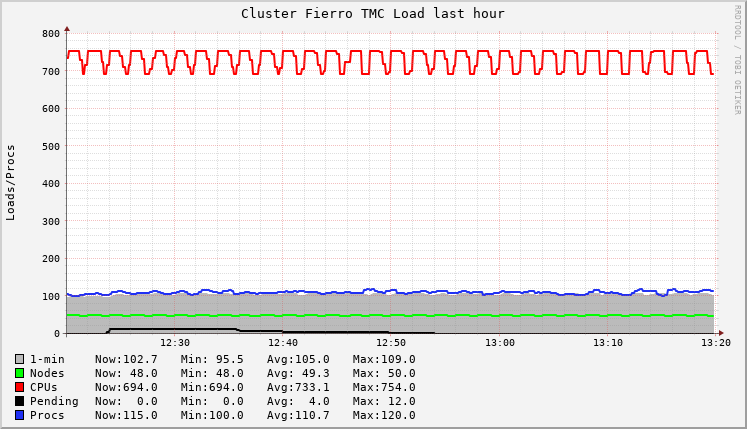 Cluster Fierro TMC Load last hour
RRDTOOL / TOBI OETIKER
Loads/Procs
800
700
600
500
400
300
200
100
0
12:30 12:40 12:50 13:00 13:10 13:20
1-min Now:102.7 Min: 95.5 Avg:105.0 Max:109.0
Nodes Now: 48.0 Min: 48.0 Avg: 49.3 Max: 50.0
CPUs Now:694.0 Min:694.0 Avg:733.1 Max:754.0
Pending Now: 0.0 Min: 0.0 Avg: 4.0 Max: 12.0
Procs Now:115.0 Min:100.0 Avg:110.7 Max:120.0